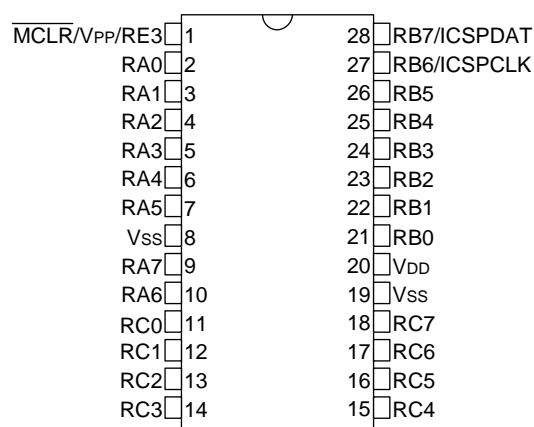 MCLR/VPP/RE3 1 28 RB7/ICSPDAT
RA0 2 27 RB6/ICSPCLK
RA1 3 26 RB5
RA2 4 25 RB4
RA3 5 24 RB3
RA4 6 23 RB2
RA5 7 22 RB1
VSS 8 21 RB0
RA7 9 20 VDD
RA6 10 19 VSS
RC0 11 18 RC7
RC1 12 17 RC6
RC2 13 16 RC5
RC3 14 15 RC4